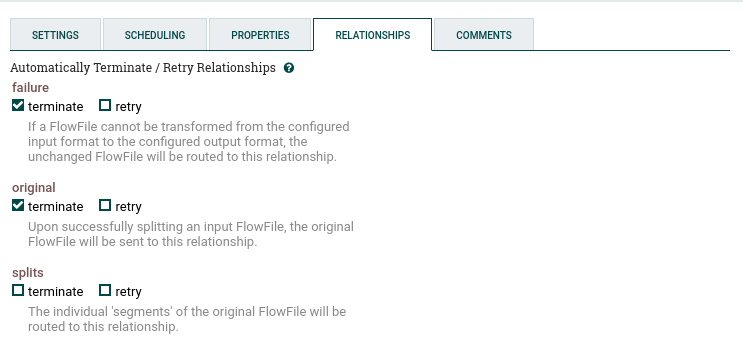 SETTINGS SCHEDULING PROPERTIES RELATIONSHIPS COMMENTS
Automatically Terminate / Retry Relationships ?
failure
terminate retry
If a FlowFile cannot be transformed from the configured
input format to the configured output format, the
unchanged FlowFile will be routed to this relationship.
original
terminate retry
Upon successfully splitting an input FlowFile, the original
FlowFile will be sent to this relationship.
splits
terminate retry
The individual 'segments' of the original FlowFile will be
routed to this relationship.